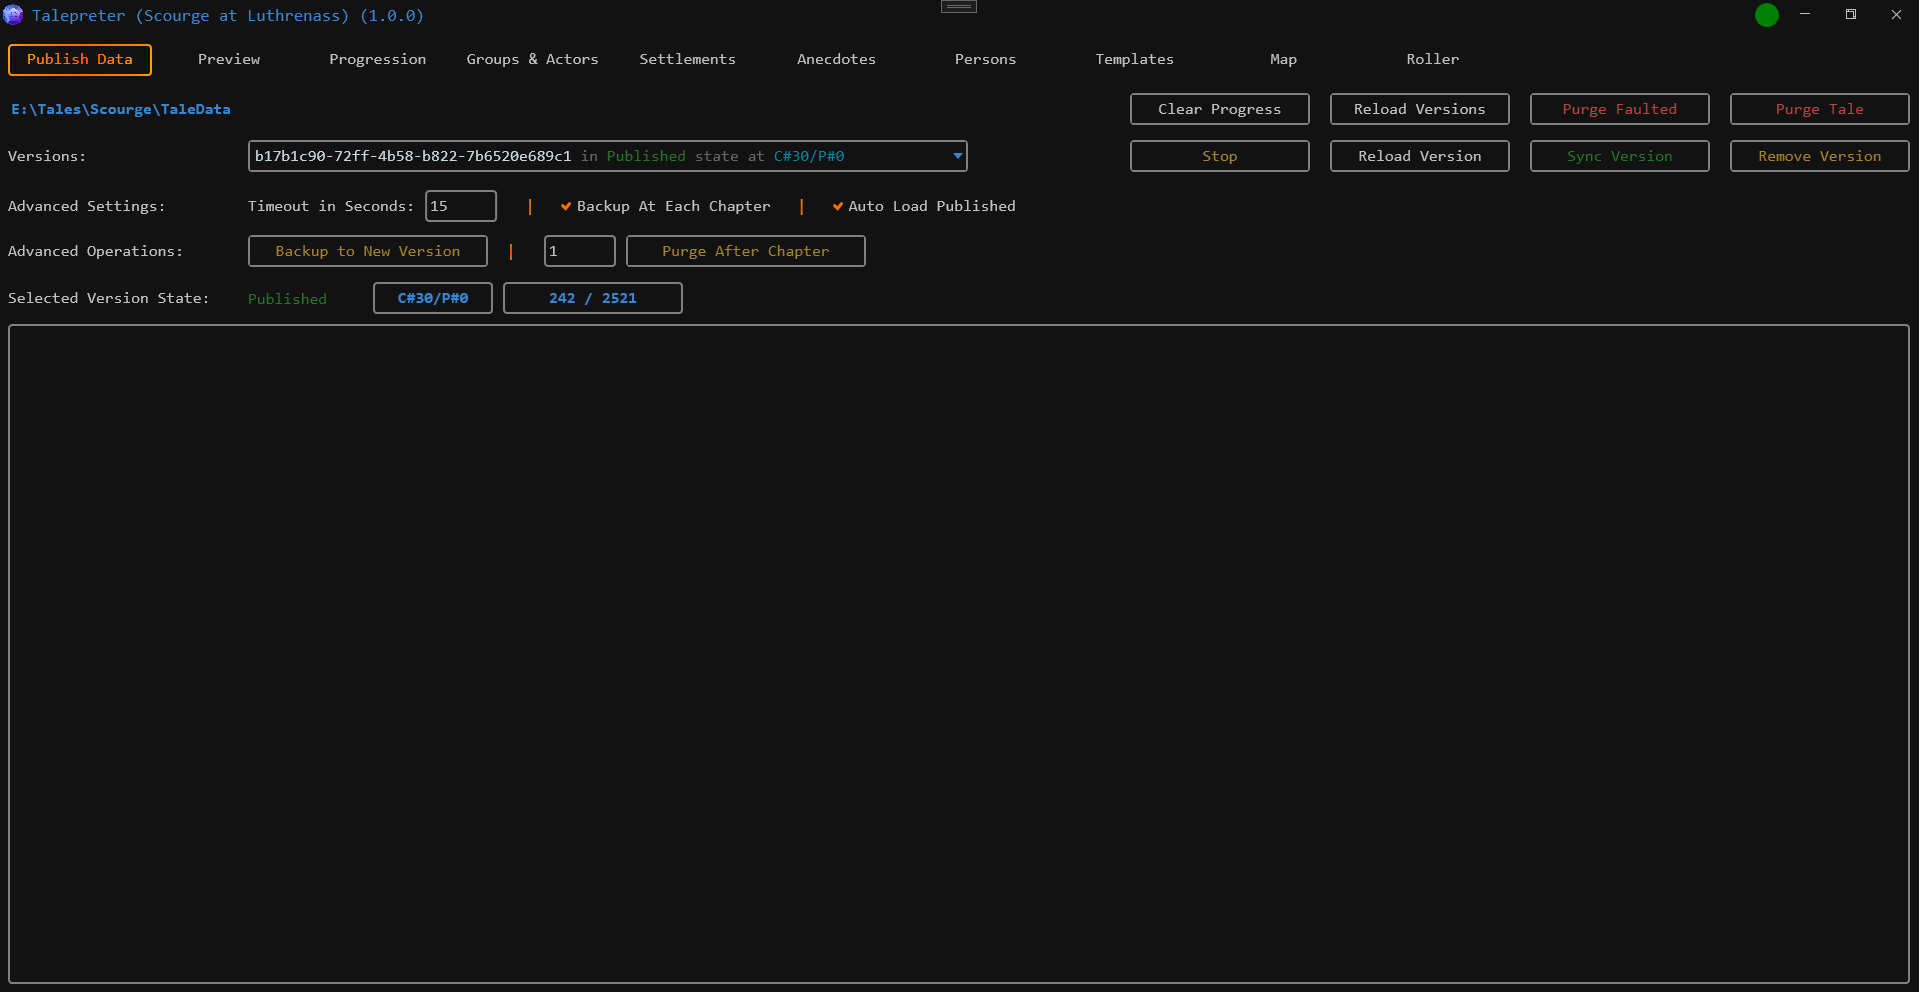 Talepreter (Scourge at Luthrenass) (1.0.0)
Publish Data Preview Progression Groups & Actors Settlements Anecdotes Persons Templates Map Roller
E:\Tales\Scourge\TaleData Clear Progress Reload Versions Purge Faulted Purge Tale
Versions: b17b1c90-72ff-4b58-b822-7b6520e689c1 in Published state at C#30/P#0 Stop Reload Version Sync Version Remove Version
Advanced Settings: Timeout in Seconds: 15 | Backup At Each Chapter | Auto Load Published
Advanced Operations: Backup to New Version | 1 Purge After Chapter
Selected Version State: Published C#30/P#0 242 / 2521